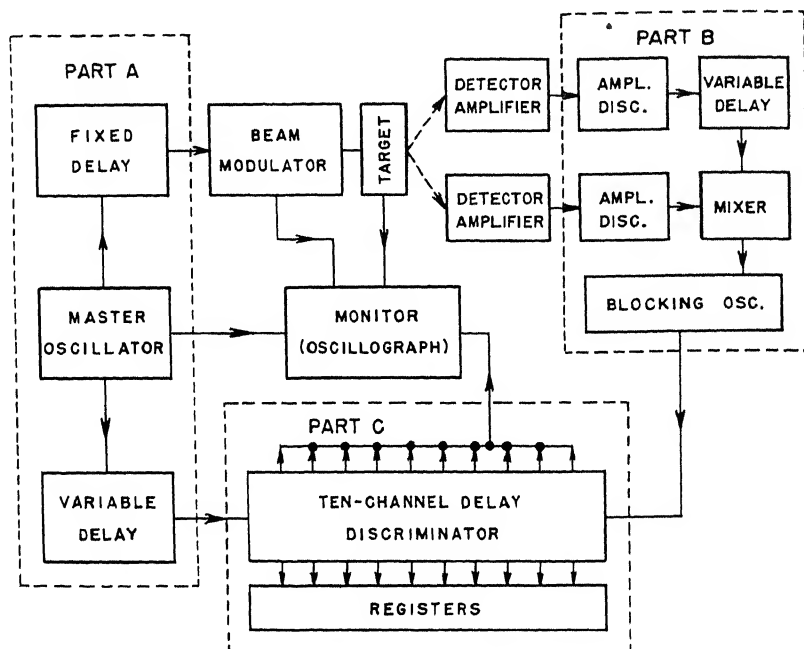 PART A
FIXED
DELAY
MASTER
OSCILLATOR
VARIABLE
DELAY
BEAM
MODULATOR
TARGET
MONITOR
(OSCILLOGRAPH)
DETECTOR
AMPLIFIER
DETECTOR
AMPLIFIER
PART B
AMPL.
DISC.
VARIABLE
DELAY
AMPL.
DISC.
MIXER
BLOCKING OSC.
PART C
TEN-CHANNEL DELAY
DISCRIMINATOR
REGISTERS